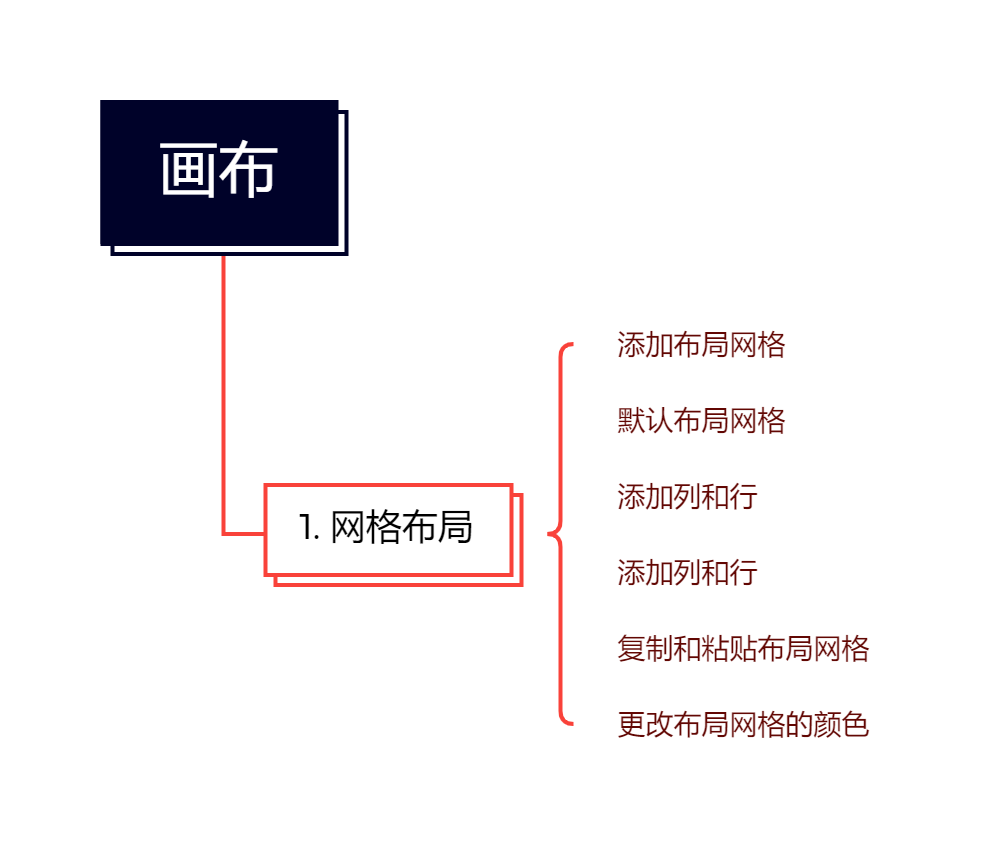 画布
1. 网格布局
添加布局网格
默认布局网格
添加列和行
添加列和行
复制和粘贴布局网格
更改布局网格的颜色